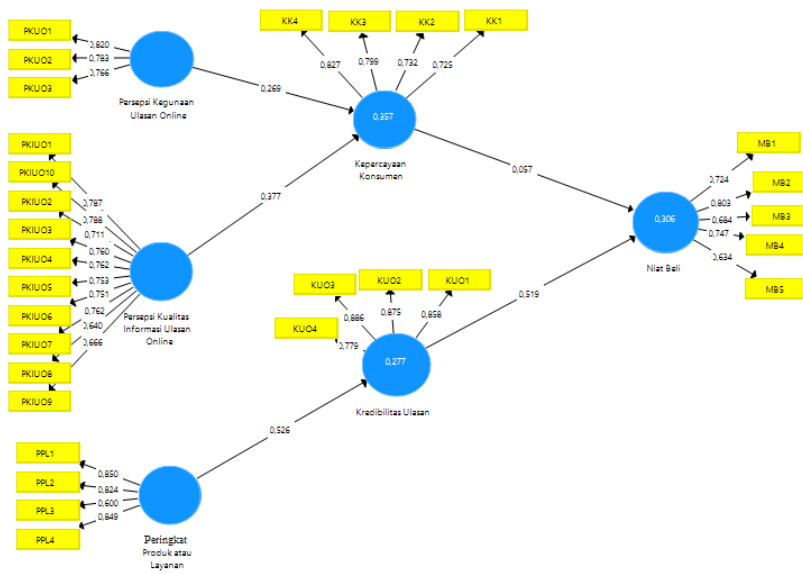 PKUO1
PKUO2
PKUO3
0,820
0,783
0,766
Persepsi Kegunaan
Ulasan Online
0,269
KK4
KK3
KK2
KK1
0,827
0,799
0,732
0,725
0,357
Kepercayaan
Konsumen
0,057
PKIUO1
PKIUO10
PKIUO2
PKIUO3
PKIUO4
PKIUO5
PKIUO6
PKIUO7
PKIUO8
PKIUO9
0,787
0,788
0,711
0,760
0,762
0,753
0,751
0,762
0,640
0,666
Persepsi Kualitas
Informasi Ulasan
Online
0,377
MB1
MB2
MB3
MB4
MB5
0,724
0,803
0,684
0,747
0,634
0,306
Niat Beli
KUO3
KUO2
KUO1
KUO4
0,886
0,875
0,858
0,779
0,277
Kredibilitas Ulasan
0,519
0,526
PPL1
PPL2
PPL3
PPL4
0,850
0,824
0,600
0,849
Peringkat
Produk atau
Layanan